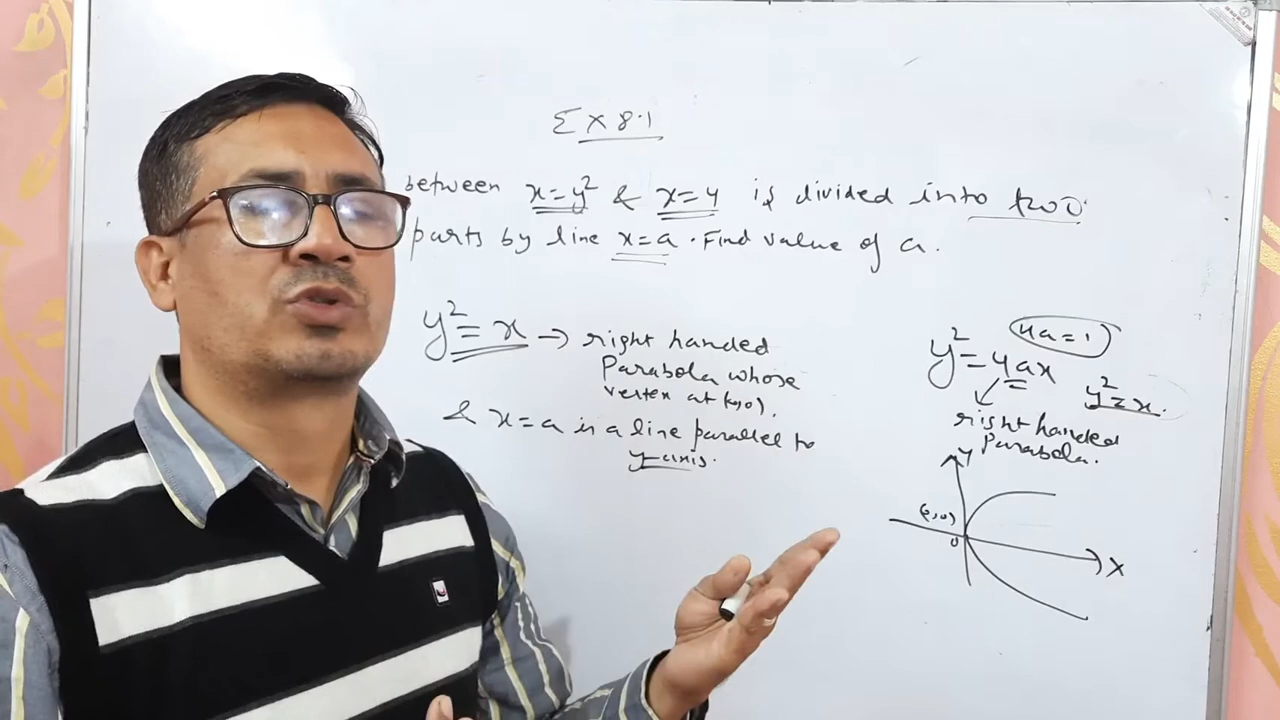 Ex 8.1
between x=y² & x=4 is divided into two
parts by line x=a. Find value of a.
y² = x → right handed
Parabola whose
vertex at (0,0).
& x=a is a line parallel to
y-axis.
4a=1
y² = 4ax
y²=x.
right handed
Parabola.
Y
(0,0)
0
X